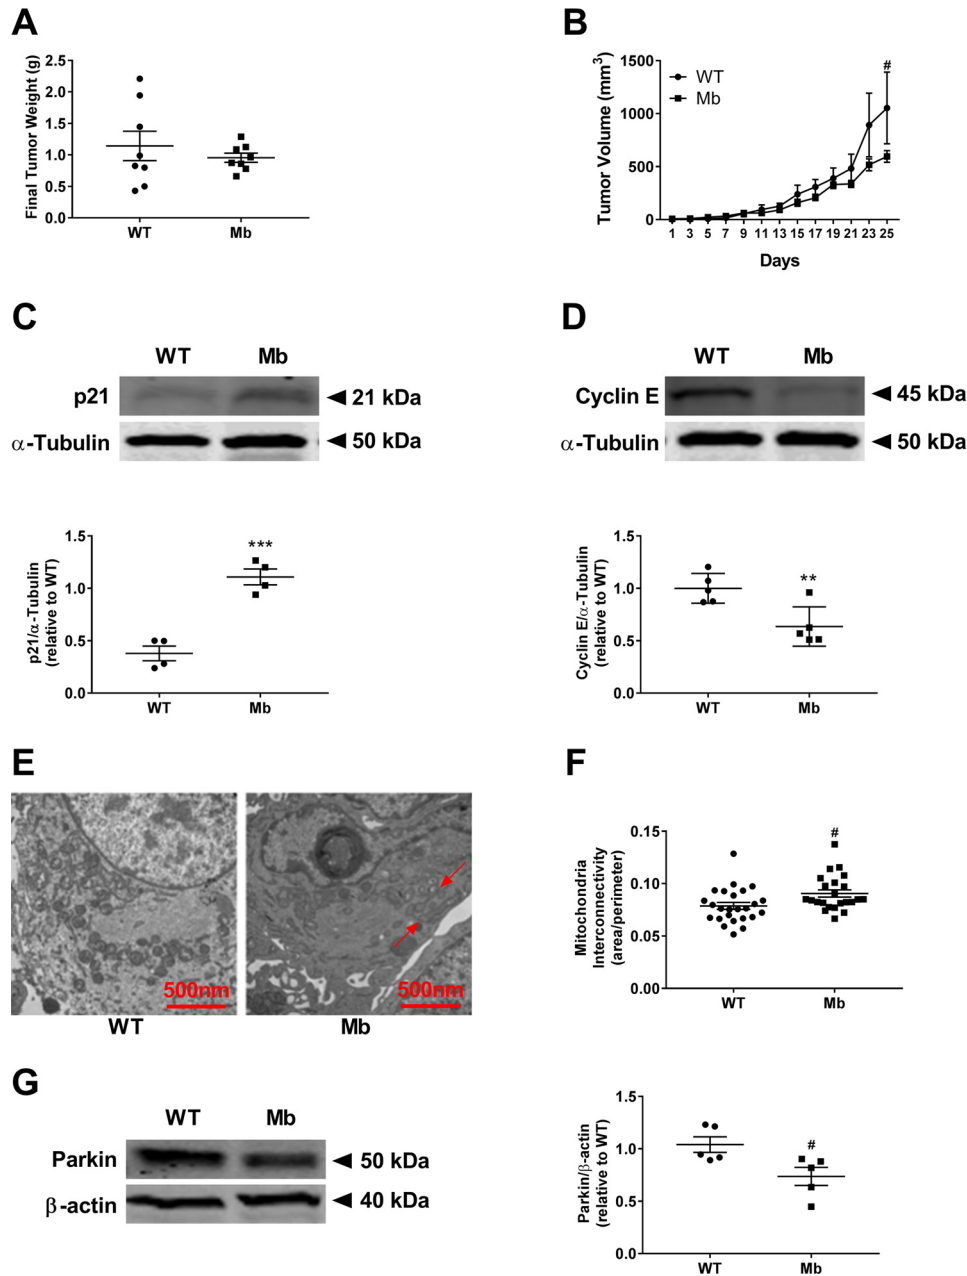 A
Final Tumor Weight (g)
2.5
2.0
1.5
1.0
0.5
0.0
WT
Mb
B
Tumor Volume (mm³)
1500
1000
500
0
WT
Mb
#
1 3 5 7 9 11 13 15 17 19 21 23 25
Days
C
WT Mb
p21 ◄ 21 kDa
α-Tubulin ◄ 50 kDa
p21/α-Tubulin
(relative to WT)
1.5
1.0
0.5
0.0
***
WT
Mb
D
WT Mb
Cyclin E ◄ 45 kDa
α-Tubulin ◄ 50 kDa
Cyclin E/α-Tubulin
(relative to WT)
1.5
1.0
0.5
0.0
**
WT
Mb
E
500nm
500nm
WT
Mb
F
Mitochondria
Interconnectivity
(area/perimeter)
0.15
0.10
0.05
0.00
#
WT
Mb
G
WT Mb
Parkin ◄ 50 kDa
β-actin ◄ 40 kDa
Parkin/β-actin
(relative to WT)
1.5
1.0
0.5
0.0
#
WT
Mb